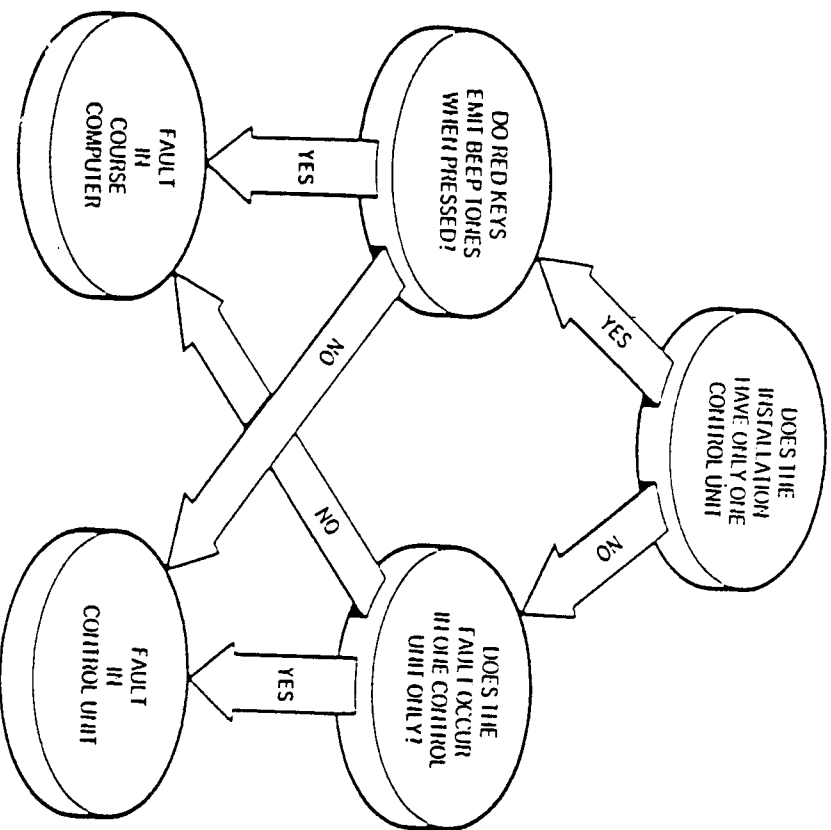 DOES THE
INSTALLATION
HAVE ONLY ONE
CONTROL UNIT
YES
NO
DO RED KEYS
EMIT BEEP TONES
WHEN PRESSED?
DOES THE
FAULT OCCUR
IN ONE CONTROL
UNIT ONLY?
YES
NO
NO
YES
FAULT
IN
COURSE
COMPUTER
FAULT
IN
CONTROL UNIT